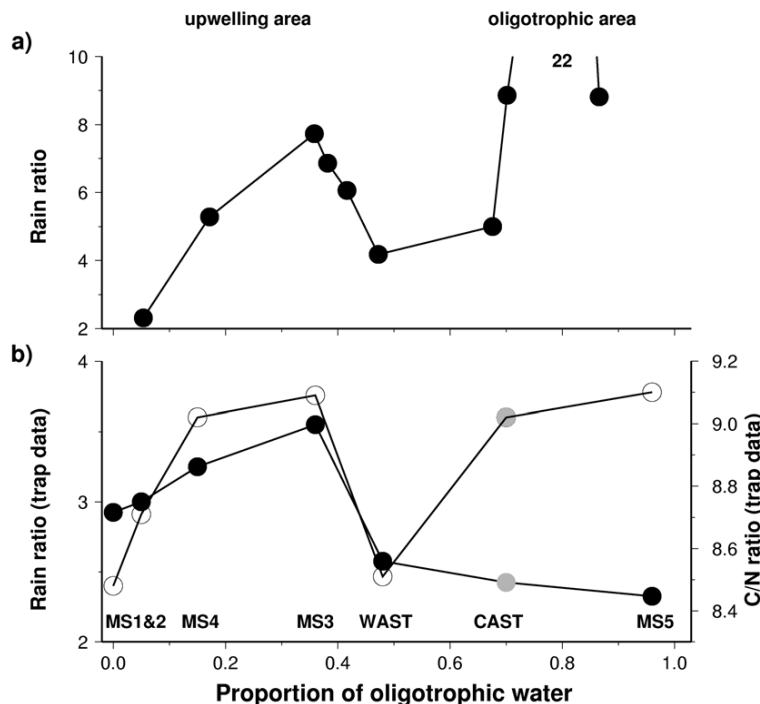 upwelling area oligotrophic area
a)
10
22
8
6
4
2
Rain ratio
b)
4 9.2
9.0
8.8
3
8.6
8.4
2
Rain ratio (trap data)
C/N ratio (trap data)
MS1&2 MS4 MS3 WAST CAST MS5
0.0 0.2 0.4 0.6 0.8 1.0
Proportion of oligotrophic water